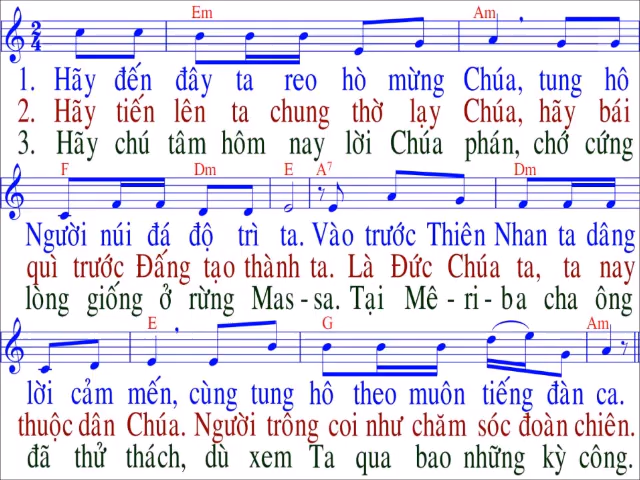 Em Am
2 4
1. Hãy đến đây ta reo hò mừng Chúa, tung hô
2. Hãy tiến lên ta chung thờ lạy Chúa, hãy bái
3. Hãy chú tâm hôm nay lời Chúa phán, chớ cứng
F Dm E A7 Dm
Người núi đá độ trì ta. Vào trước Thiên Nhan ta dâng
quì trước Đấng tạo thành ta. Là Đức Chúa ta, ta nay
lòng giống ở rừng Mas - sa. Tại Mê - ri - ba cha ông
E G Am
lời cảm mến, cùng tung hô theo muôn tiếng đàn ca.
thuộc dân Chúa. Người trông coi như chăm sóc đoàn chiên.
đã thử thách, dù xem Ta qua bao những kỳ công.